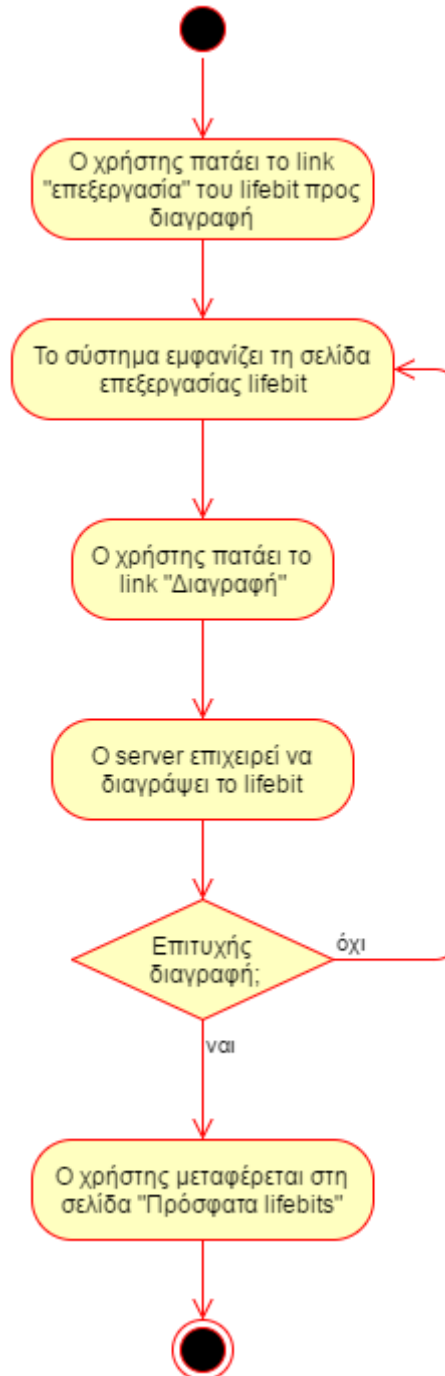 Ο χρήστης πατάει το link
"επεξεργασία" του lifebit προς
διαγραφή
Το σύστημα εμφανίζει τη σελίδα
επεξεργασίας lifebit
Ο χρήστης πατάει το
link "Διαγραφή"
Ο server επιχειρεί να
διαγράψει το lifebit
Επιτυχής
διαγραφή;
όχι
ναι
Ο χρήστης μεταφέρεται στη
σελίδα "Πρόσφατα lifebits"